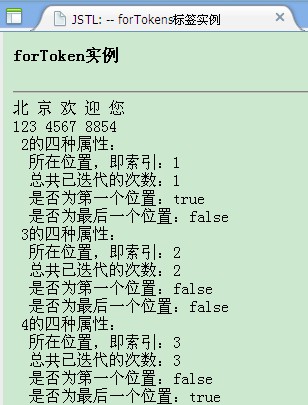 JSTL: -- forTokens标签实例
forToken实例
北 京 欢 迎 您
123 4567 8854
2的四种属性：
所在位置，即索引：1
总共已迭代的次数：1
是否为第一个位置：true
是否为最后一个位置：false
3的四种属性：
所在位置，即索引：2
总共已迭代的次数：2
是否为第一个位置：false
是否为最后一个位置：false
4的四种属性：
所在位置，即索引：3
总共已迭代的次数：3
是否为第一个位置：false
是否为最后一个位置：true